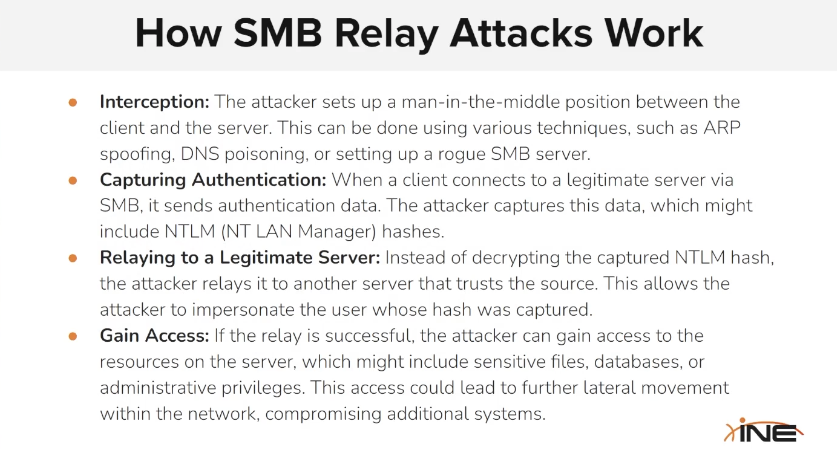 How SMB Relay Attacks Work
• Interception: The attacker sets up a man-in-the-middle position between the
client and the server. This can be done using various techniques, such as ARP
spoofing, DNS poisoning, or setting up a rogue SMB server.
• Capturing Authentication: When a client connects to a legitimate server via
SMB, it sends authentication data. The attacker captures this data, which might
include NTLM (NT LAN Manager) hashes.
• Relaying to a Legitimate Server: Instead of decrypting the captured NTLM hash,
the attacker relays it to another server that trusts the source. This allows the
attacker to impersonate the user whose hash was captured.
• Gain Access: If the relay is successful, the attacker can gain access to the
resources on the server, which might include sensitive files, databases, or
administrative privileges. This access could lead to further lateral movement
within the network, compromising additional systems.
INE